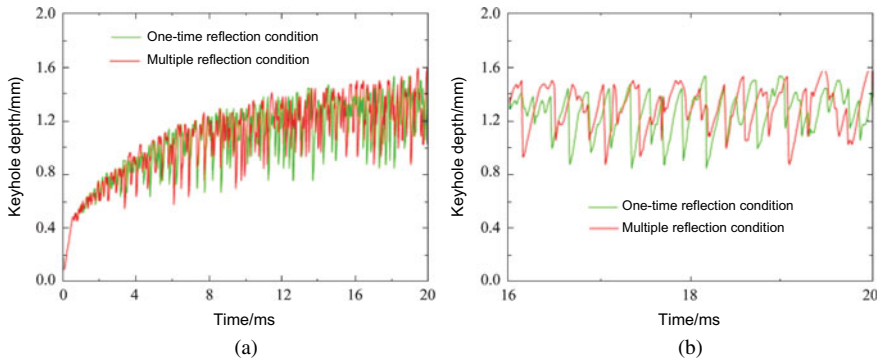 2.0
1.6
1.2
0.8
0.4
0.0
Keyhole depth/mm)
One-time reflection condition
Multiple reflection condition
0
4
8
12
16
20
Time/ms
(a)
2.0
1.6
1.2
0.8
0.4
0.0
Keyhole depth/mm)
One-time reflection condition
Multiple reflection condition
16
18
20
Time/ms
(b)